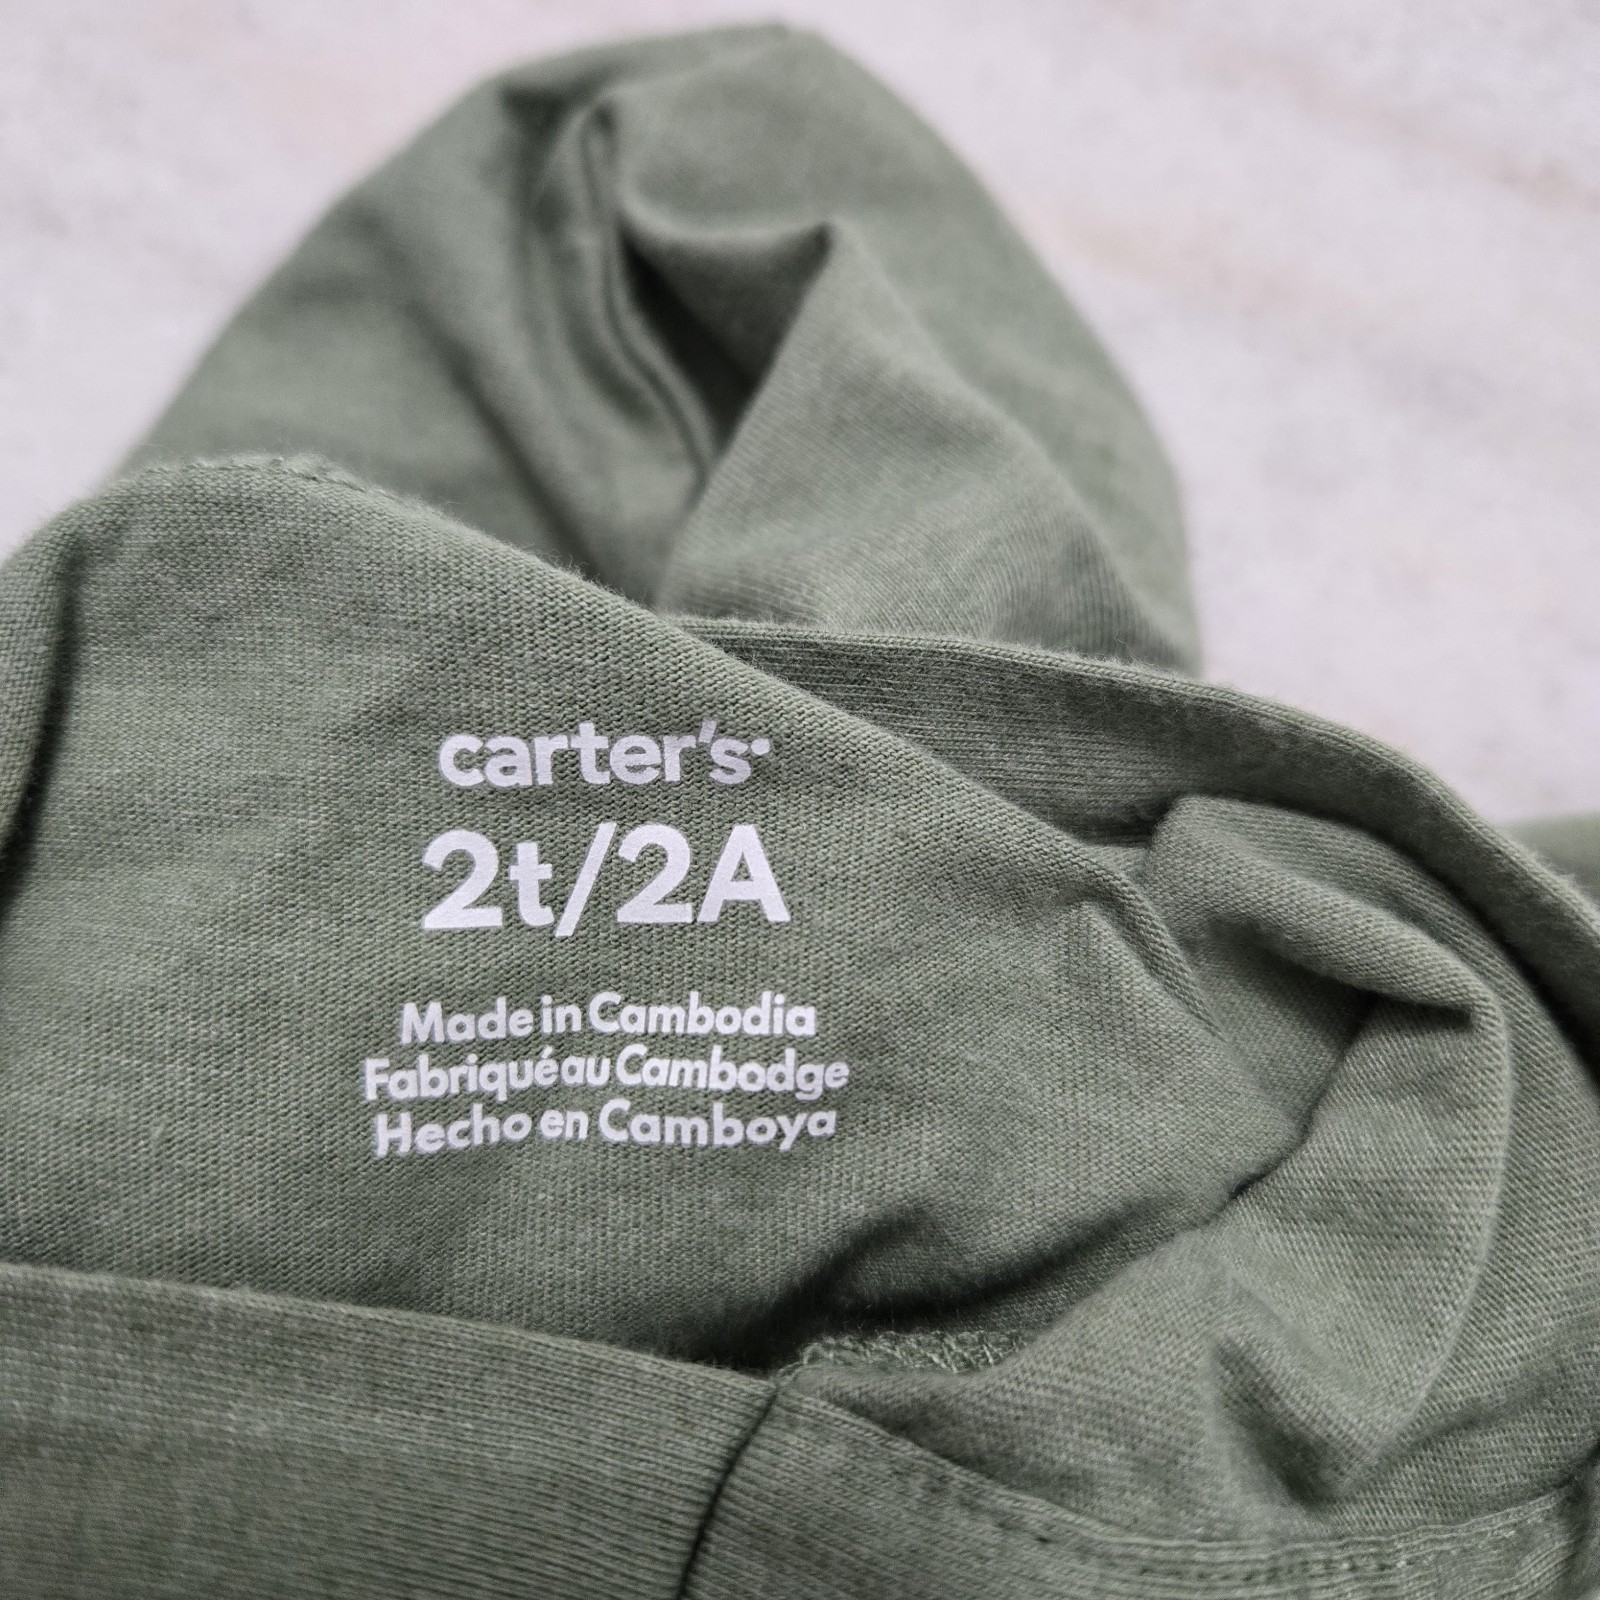 carter's
2t/2A
Made in Cambodia
Fabriqué au Cambodge
Hecho en Camboya